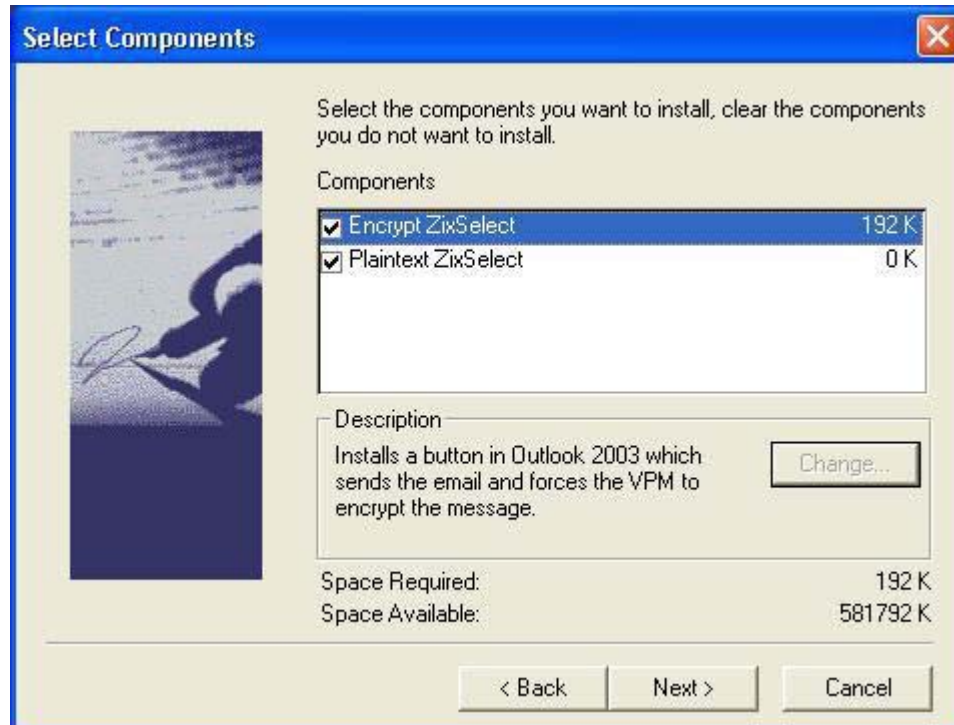 Select Components
Select the components you want to install, clear the components
you do not want to install.
Components
Encrypt ZixSelect 192 K
Plaintext ZixSelect 0 K
Description
Installs a button in Outlook 2003 which
sends the email and forces the VPM to
encrypt the message.
Change...
Space Required: 192 K
Space Available: 581792 K
< Back Next > Cancel